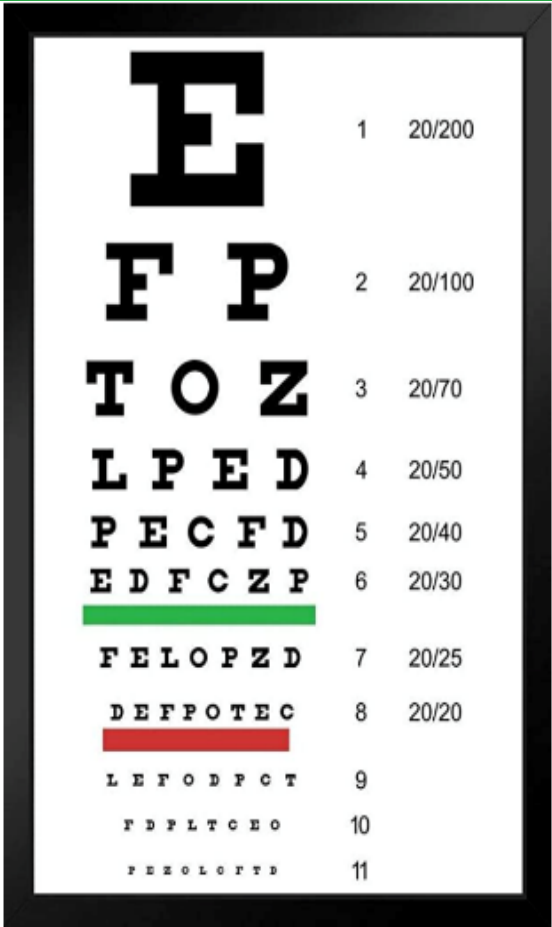 E 1 20/200
F P 2 20/100
T O Z 3 20/70
L P E D 4 20/50
P E C F D 5 20/40
E D F C Z P 6 20/30
F E L O P Z D 7 20/25
D E F P O T E C 8 20/20
L E F O D P C T 9
F D P L T C E O 10
P E Z O L C F T D 11